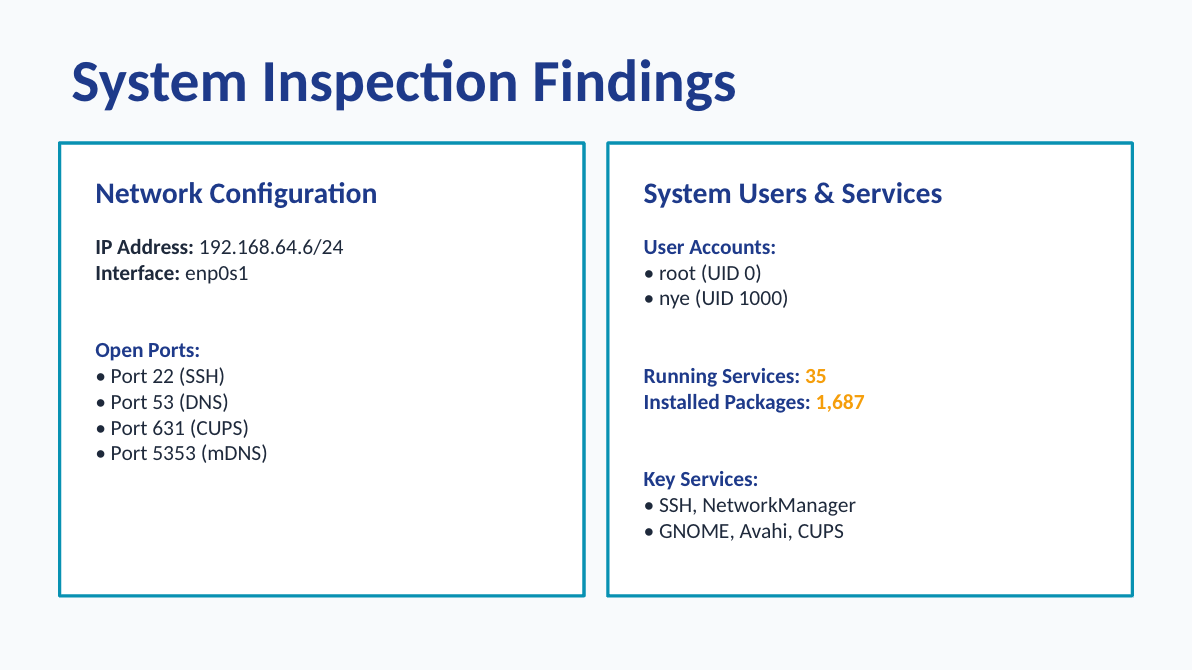 System Inspection Findings
Network Configuration
IP Address: 192.168.64.6/24
Interface: enp0s1
Open Ports:
• Port 22 (SSH)
• Port 53 (DNS)
• Port 631 (CUPS)
• Port 5353 (mDNS)
System Users & Services
User Accounts:
• root (UID 0)
• nye (UID 1000)
Running Services: 35
Installed Packages: 1,687
Key Services:
• SSH, NetworkManager
• GNOME, Avahi, CUPS